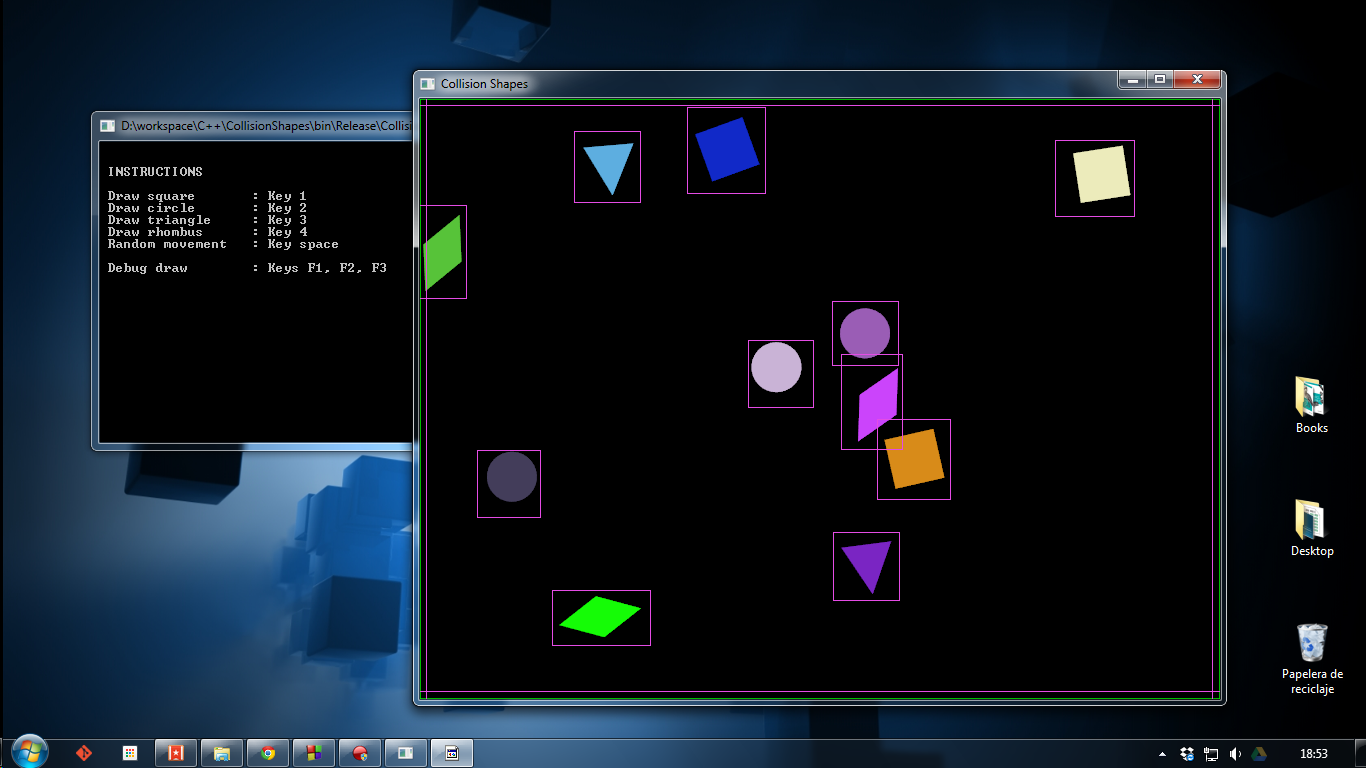 Collision Shapes
D:\workspace\C++\CollisionShapes\bin\Release\Collisi
INSTRUCTIONS
Draw square : Key 1
Draw circle : Key 2
Draw triangle : Key 3
Draw rhombus : Key 4
Random movement : Key space
Debug draw : Keys F1, F2, F3
Books
Desktop
Papelera de
reciclaje
18:53